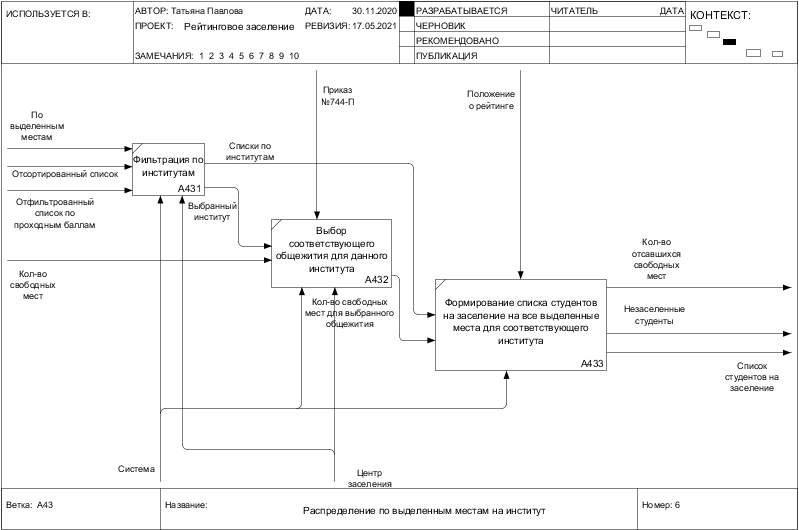 ИСПОЛЬЗУЕТСЯ В:
АВТОР: Татьяна Павлова
ДАТА: 30.11.2020
ПРОЕКТ: Рейтинговое заселение
РЕВИЗИЯ: 17.05.2021
ЗАМЕЧАНИЯ: 1 2 3 4 5 6 7 8 9 10
РАЗРАБАТЫВАЕТСЯ
ЧЕРНОВИК
РЕКОМЕНДОВАНО
ПУБЛИКАЦИЯ
ЧИТАТЕЛЬ
ДАТА
КОНТЕКСТ:
Приказ
№744-П
Положение
о рейтинге
По
выделенным
местам
Отсортированный список
Отфильтрованный
список по
проходным баллам
Фильтрация по
институтам
A431
Списки по
институтам
Выбранный
институт
Кол-во
свободных
мест
Выбор
соответствующего
общежития для данного
института
A432
Кол-во свободных
мест для выбранного
общежития
Формирование списка студентов
на заселение на все выделенные
места для соответствующего
института
A433
Кол-во
отсавшихся
свободных
мест
Незаселенные
студенты
Список
студентов на
заселение
Система
Центр
заселения
Ветка: A43
Название:
Распределение по выделенным местам на институт
Номер: 6